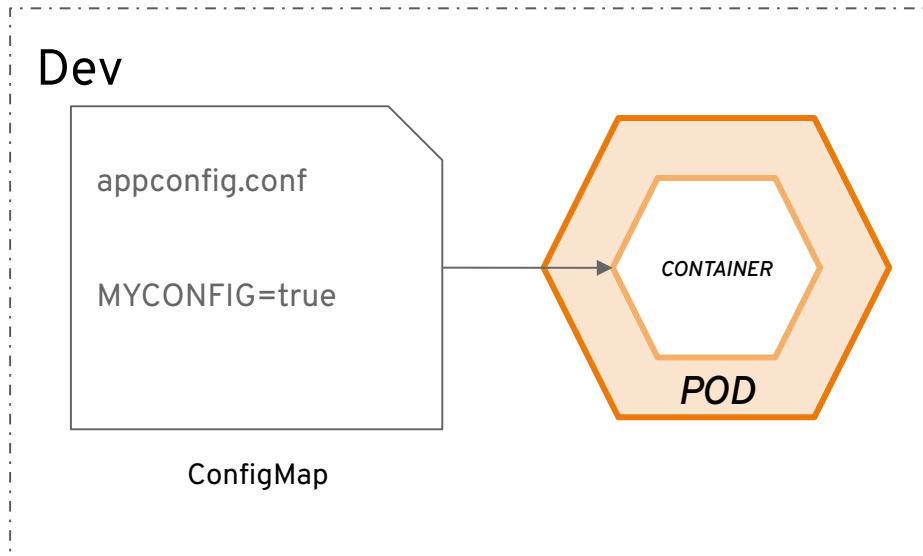 Dev
appconfig.conf
MYCONFIG=true
ConfigMap
CONTAINER
POD